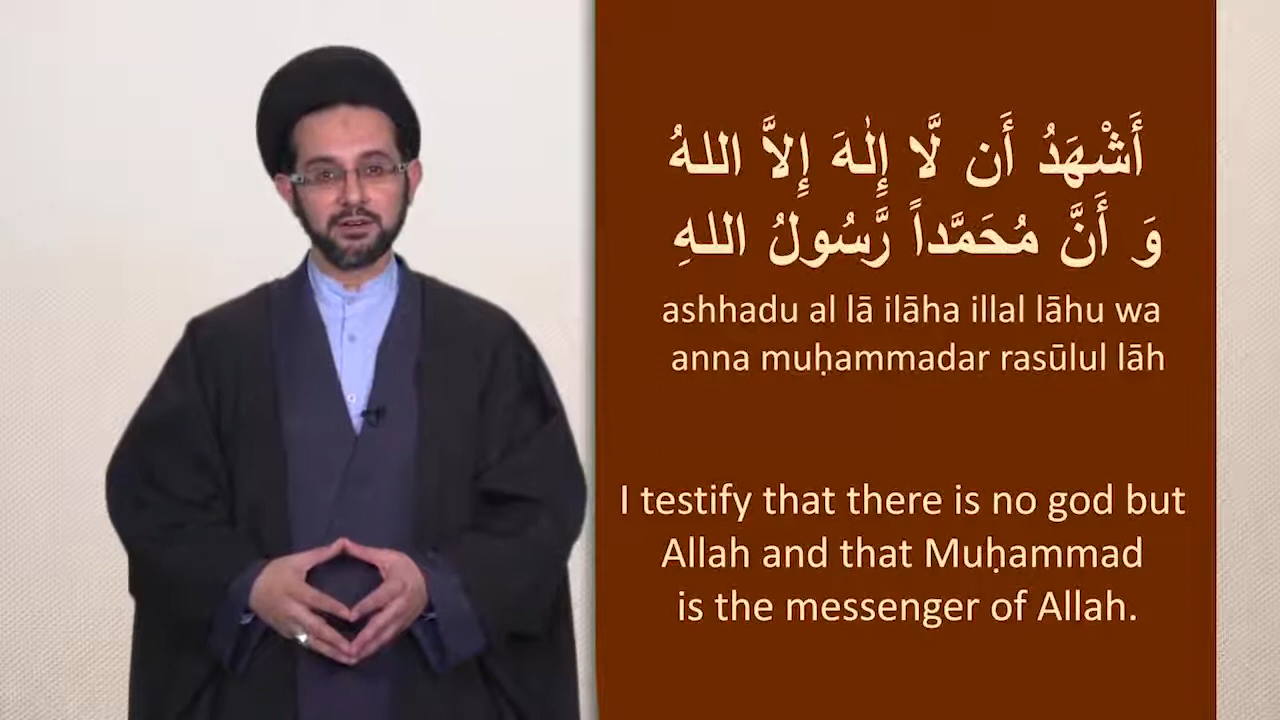 أَشْهَدُ أَن لَّا إِلٰهَ إِلاَّ اللهُ
وَ أَنَّ مُحَمَّداً رَّسُولُ اللهِ
ashhadu al lā ilāha illal lāhu wa
anna muḥammadar rasūlul lāh
I testify that there is no god but
Allah and that Muḥammad
is the messenger of Allah.